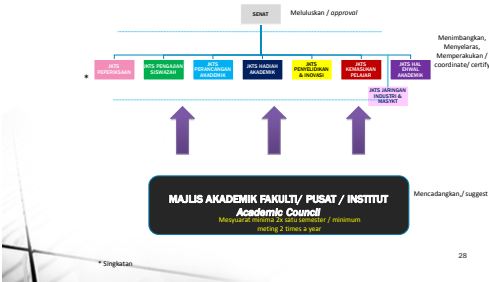 SENAT
Meluluskan / approval
Menimbangkan,
Menyelaras,
Memperakukan /
coordinate/ certify
*
JKTS
PEPERIKSAAN
JKTS PENGAJIAN
SISWAZAH
JKTS
PERANCANGAN
AKADEMIK
JKTS HADIAH
AKADEMIK
JKTS
PENYELIDIKAN
& INOVASI
JKTS
KEMASUKAN
PELAJAR
JKTS HAL
EHWAL
AKADEMIK
JKTS JARINGAN
INDUSTRI &
MASYKT
MAJLIS AKADEMIK FAKULTI/ PUSAT / INSTITUT
Academic Council
Mesyuarat minima 2x satu semester / minimum
meting 2 times a year
Mencadangkan,/ suggest
* Singkatan
28